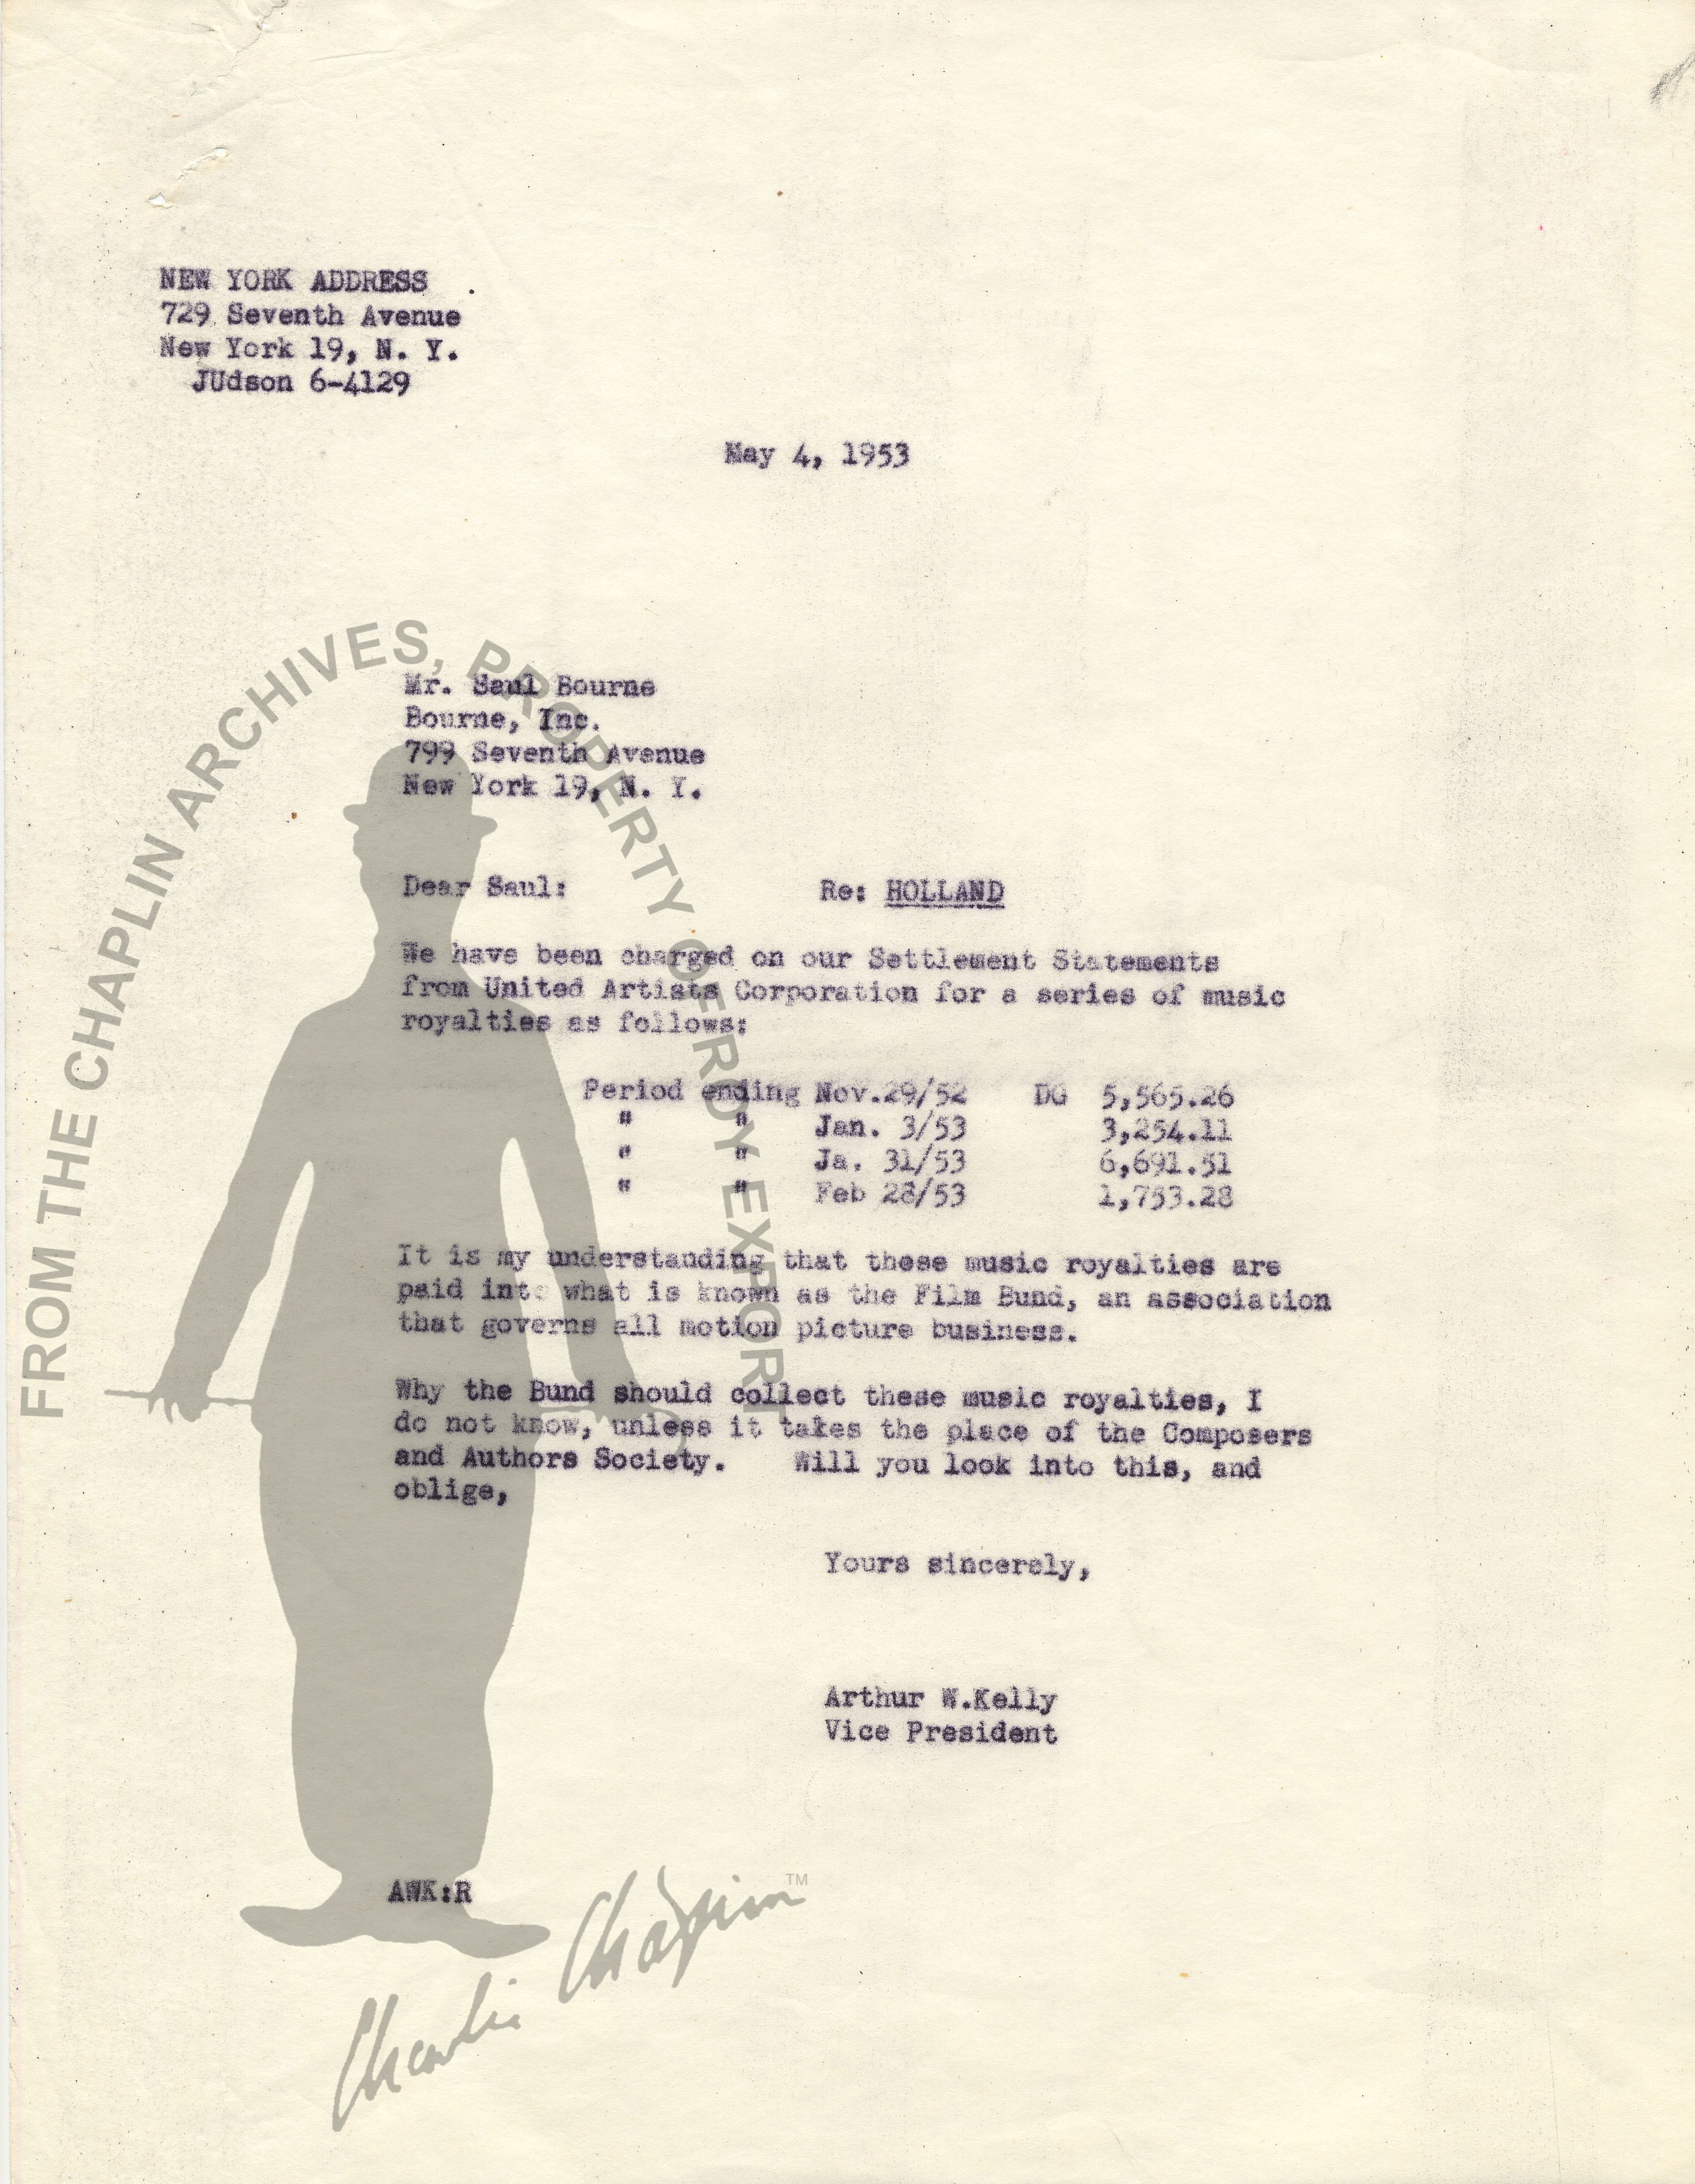 NEW YORK ADDRESS
729 Seventh Avenue
New York 19, N. Y.
JUdson 6-4129
May 4, 1953
Mr. Saul Bourne
Bourne, Inc.
799 Seventh Avenue
New York 19, N. Y.
Dear Saul: Re: HOLLAND
We have been charged on our Settlement Statements
from United Artists Corporation for a series of music
royalties as follows:
Period ending Nov.29/52 DG 5,565.26
" " Jan. 3/53 3,254.11
" " Ja. 31/53 6,691.51
" " Feb 28/53 1,753.28
It is my understanding that these music royalties are
paid into what is known as the Film Bund, an association
that governs all motion picture business.
Why the Bund should collect these music royalties, I
do not know, unless it takes the place of the Composers
and Authors Society. Will you look into this, and
oblige,
Yours sincerely,
Arthur W.Kelly
Vice President
AWK:R
FROM THE CHAPLIN ARCHIVES, PROPERTY OF ROY EXPORT
Charlie Chaplin™